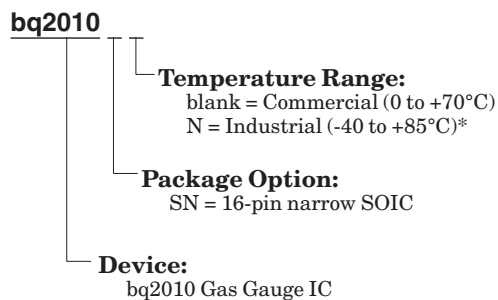 bq2010
Temperature Range:
blank = Commercial (0 to +70°C)
N = Industrial (-40 to +85°C)*
Package Option:
SN = 16-pin narrow SOIC
Device:
bq2010 Gas Gauge IC